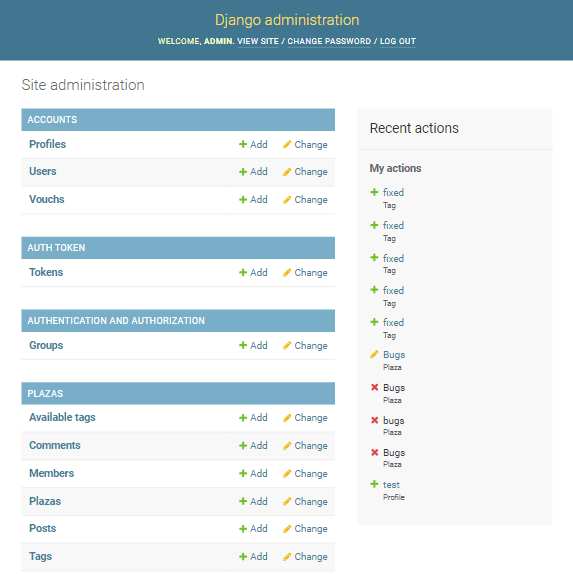 Django administration
WELCOME, ADMIN. VIEW SITE / CHANGE PASSWORD / LOG OUT
Site administration
ACCOUNTS
Profiles Add Change
Users Add Change
Vouchs Add Change
AUTH TOKEN
Tokens Add Change
AUTHENTICATION AND AUTHORIZATION
Groups Add Change
PLAZAS
Available tags Add Change
Comments Add Change
Members Add Change
Plazas Add Change
Posts Add Change
Tags Add Change
Recent actions
My actions
fixed
Tag
fixed
Tag
fixed
Tag
fixed
Tag
fixed
Tag
Bugs
Plaza
Bugs
Plaza
bugs
Plaza
Bugs
Plaza
test
Profile